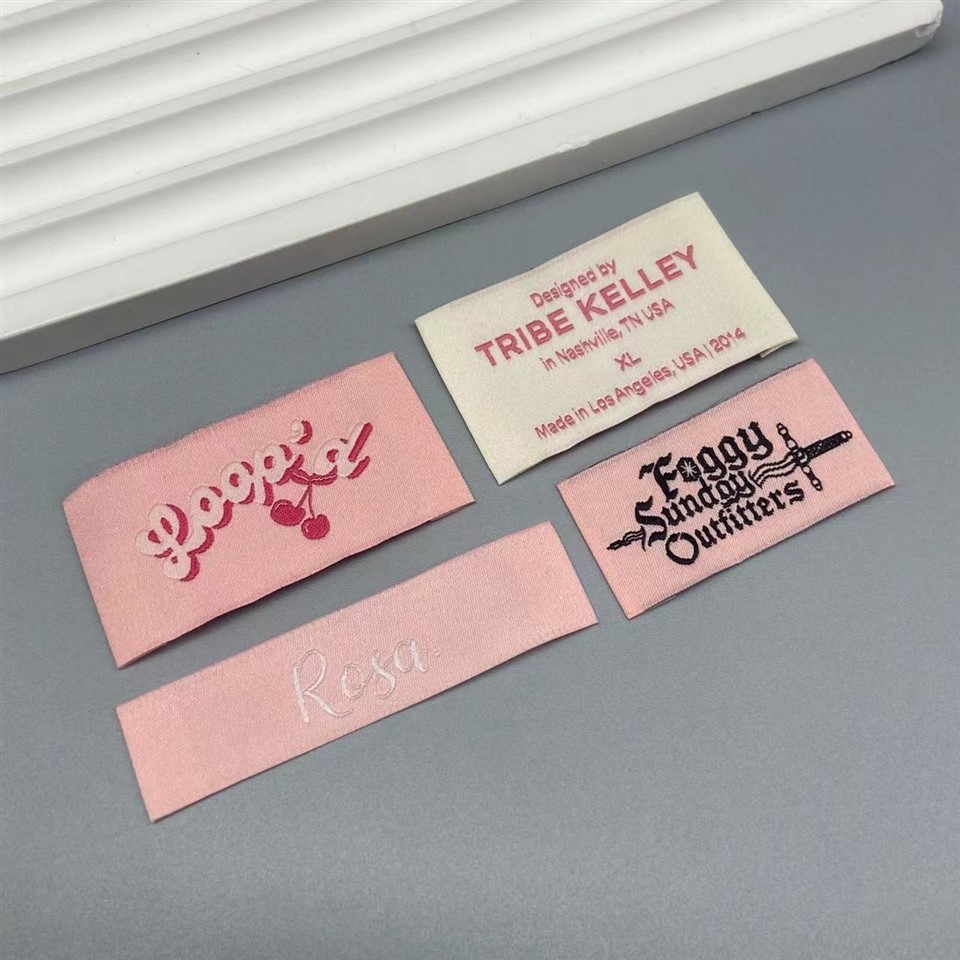 Designed by
TRIBE KELLEY
in Nashville, TN USA
XL
Made in Los Angeles, USA | 2014
Loop'd
Foggy
Sunday
Outfitters
Rosa.